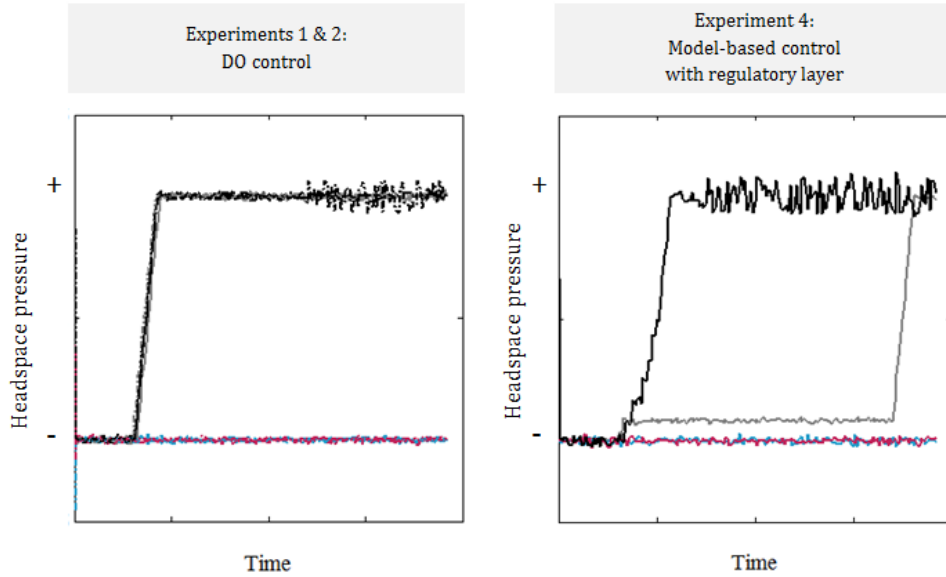 Experiments 1 & 2:
DO control
Experiment 4:
Model-based control
with regulatory layer
+
Headspace pressure
-
Time
+
Headspace pressure
-
Time